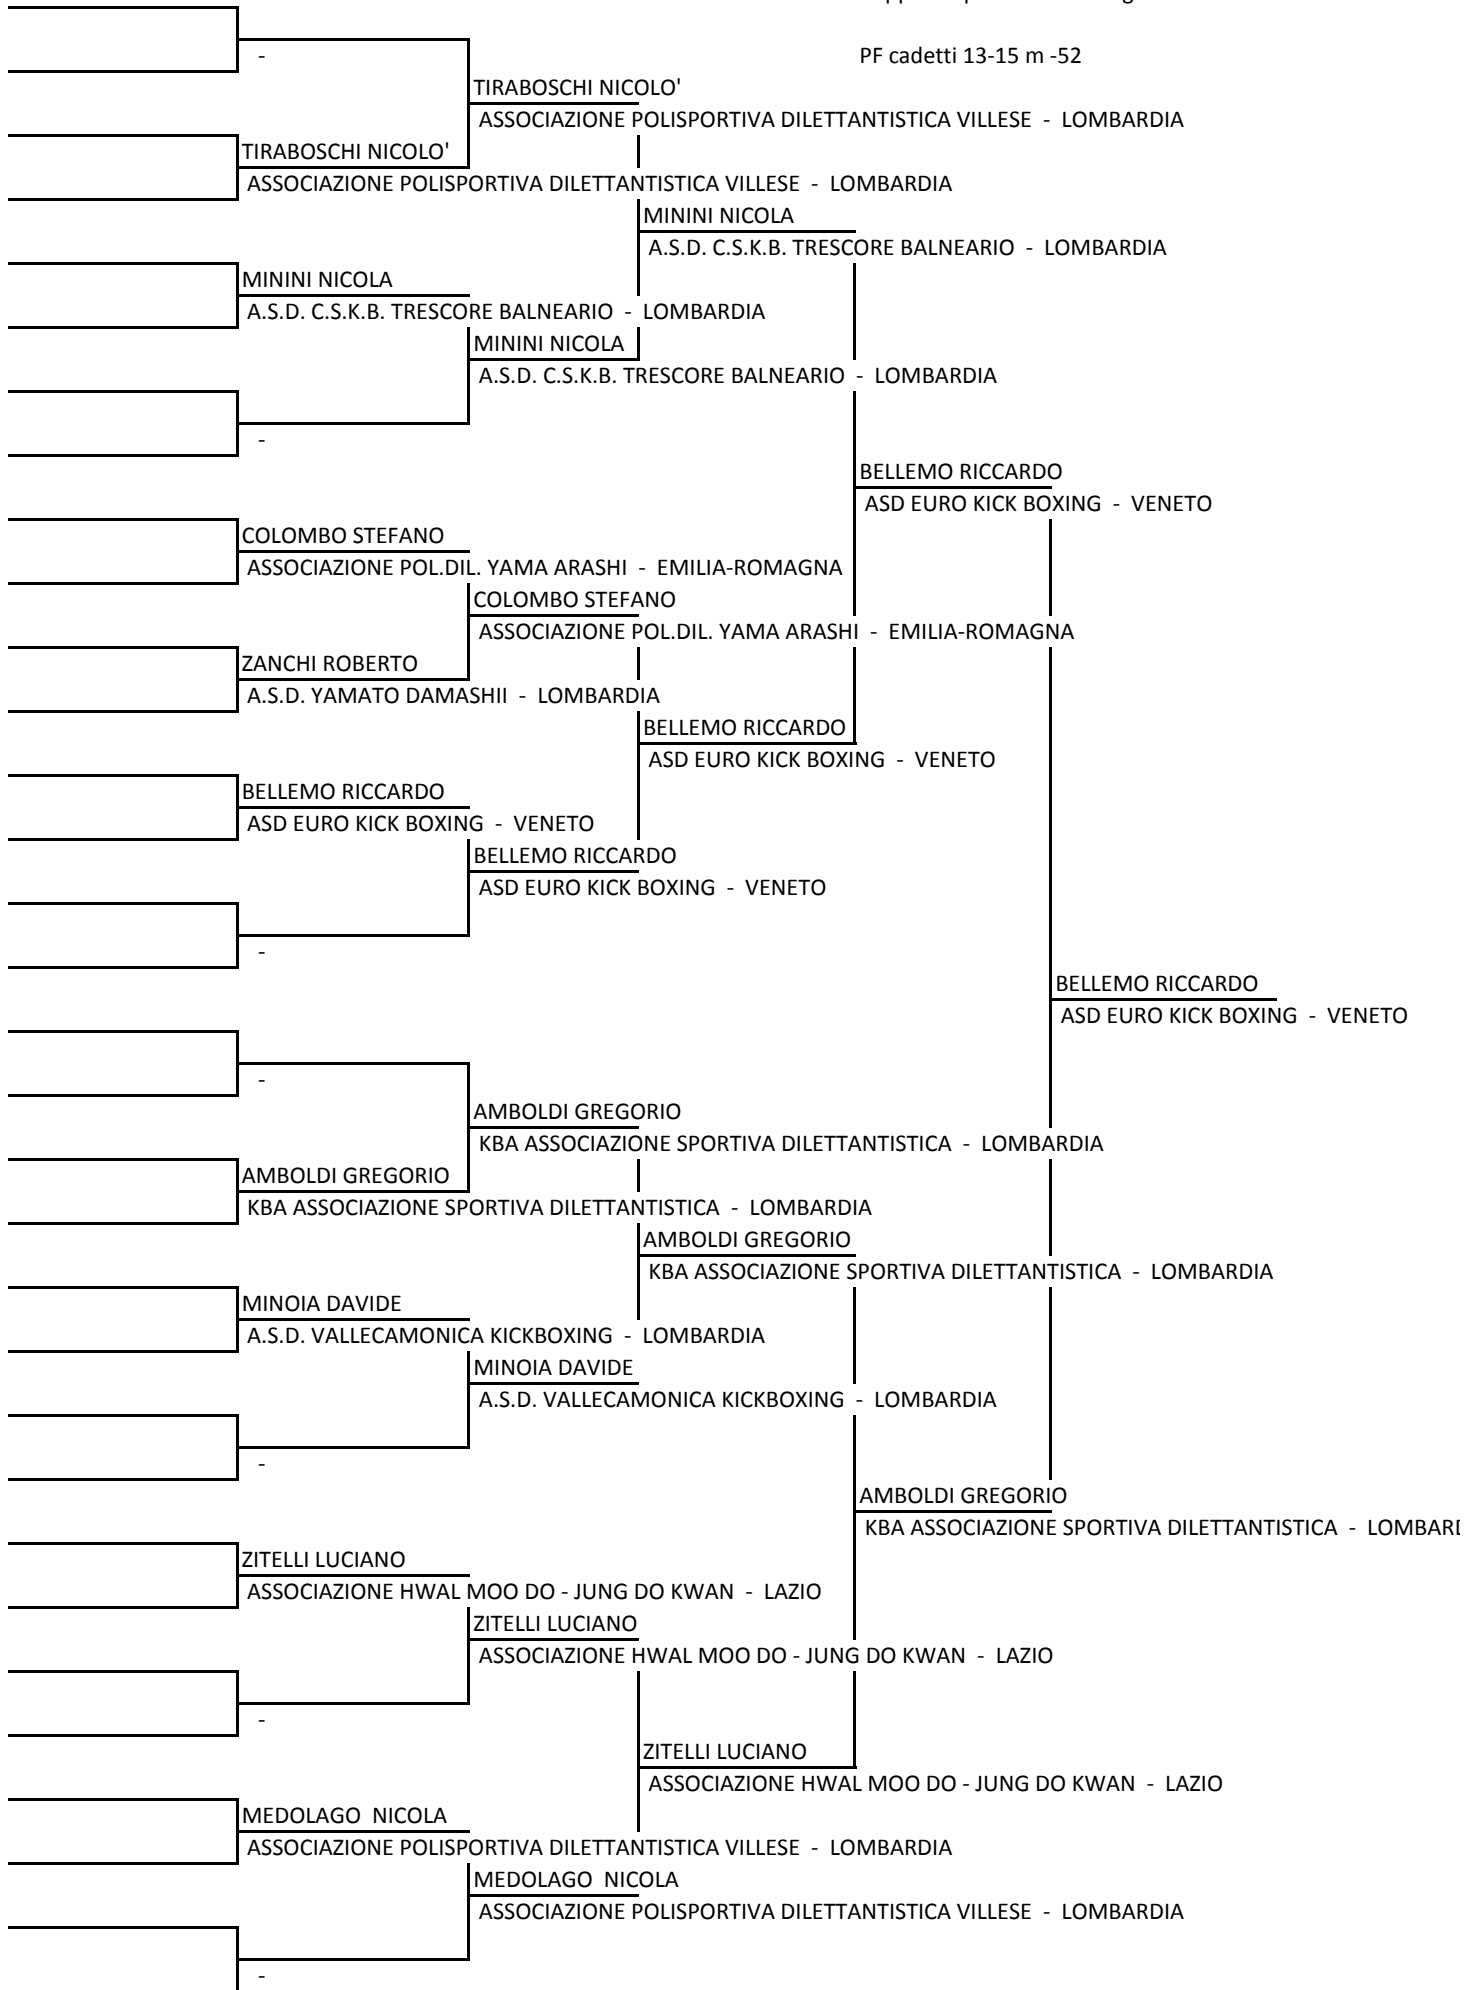 PF cadetti 13-15 m -52
-
TIRABOSCHI NICOLO'
ASSOCIAZIONE POLISPORTIVA DILETTANTISTICA VILLESE - LOMBARDIA
TIRABOSCHI NICOLO'
ASSOCIAZIONE POLISPORTIVA DILETTANTISTICA VILLESE - LOMBARDIA
MININI NICOLA
A.S.D. C.S.K.B. TRESCORE BALNEARIO - LOMBARDIA
MININI NICOLA
A.S.D. C.S.K.B. TRESCORE BALNEARIO - LOMBARDIA
MININI NICOLA
A.S.D. C.S.K.B. TRESCORE BALNEARIO - LOMBARDIA
-
BELLEMO RICCARDO
ASD EURO KICK BOXING - VENETO
COLOMBO STEFANO
ASSOCIAZIONE POL.DIL. YAMA ARASHI - EMILIA-ROMAGNA
COLOMBO STEFANO
ASSOCIAZIONE POL.DIL. YAMA ARASHI - EMILIA-ROMAGNA
ZANCHI ROBERTO
A.S.D. YAMATO DAMASHII - LOMBARDIA
BELLEMO RICCARDO
ASD EURO KICK BOXING - VENETO
BELLEMO RICCARDO
ASD EURO KICK BOXING - VENETO
BELLEMO RICCARDO
ASD EURO KICK BOXING - VENETO
-
BELLEMO RICCARDO
ASD EURO KICK BOXING - VENETO
-
AMBOLDI GREGORIO
KBA ASSOCIAZIONE SPORTIVA DILETTANTISTICA - LOMBARDIA
AMBOLDI GREGORIO
KBA ASSOCIAZIONE SPORTIVA DILETTANTISTICA - LOMBARDIA
AMBOLDI GREGORIO
KBA ASSOCIAZIONE SPORTIVA DILETTANTISTICA - LOMBARDIA
MINOIA DAVIDE
A.S.D. VALLECAMONICA KICKBOXING - LOMBARDIA
MINOIA DAVIDE
A.S.D. VALLECAMONICA KICKBOXING - LOMBARDIA
-
AMBOLDI GREGORIO
KBA ASSOCIAZIONE SPORTIVA DILETTANTISTICA - LOMBAR
ZITELLI LUCIANO
ASSOCIAZIONE HWAL MOO DO - JUNG DO KWAN - LAZIO
ZITELLI LUCIANO
ASSOCIAZIONE HWAL MOO DO - JUNG DO KWAN - LAZIO
-
ZITELLI LUCIANO
ASSOCIAZIONE HWAL MOO DO - JUNG DO KWAN - LAZIO
MEDOLAGO  NICOLA
ASSOCIAZIONE POLISPORTIVA DILETTANTISTICA VILLESE - LOMBARDIA
MEDOLAGO  NICOLA
ASSOCIAZIONE POLISPORTIVA DILETTANTISTICA VILLESE - LOMBARDIA
-